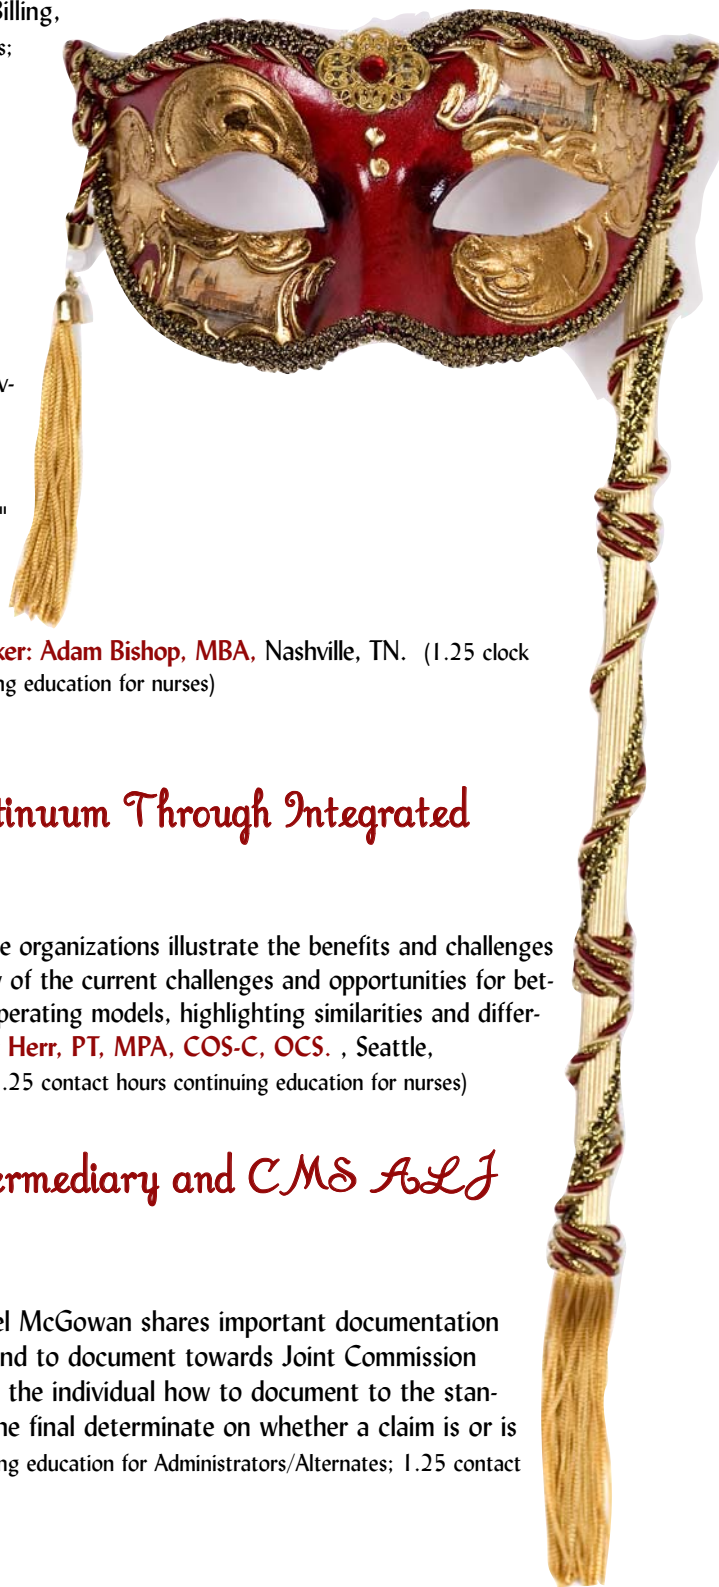 Billing,
s;
v-
"
ker: Adam Bishop, MBA, Nashville, TN. (1.25 clock
ng education for nurses)
tinuum Through Integrated
e organizations illustrate the benefits and challenges
y of the current challenges and opportunities for bet-
perating models, highlighting similarities and differ-
Herr, PT, MPA, COS-C, OCS. , Seattle,
.25 contact hours continuing education for nurses)
ermediary and CMS ALJ
el McGowan shares important documentation
nd to document towards Joint Commission
the individual how to document to the stan-
he final determinate on whether a claim is or is
ng education for Administrators/Alternates; 1.25 contact